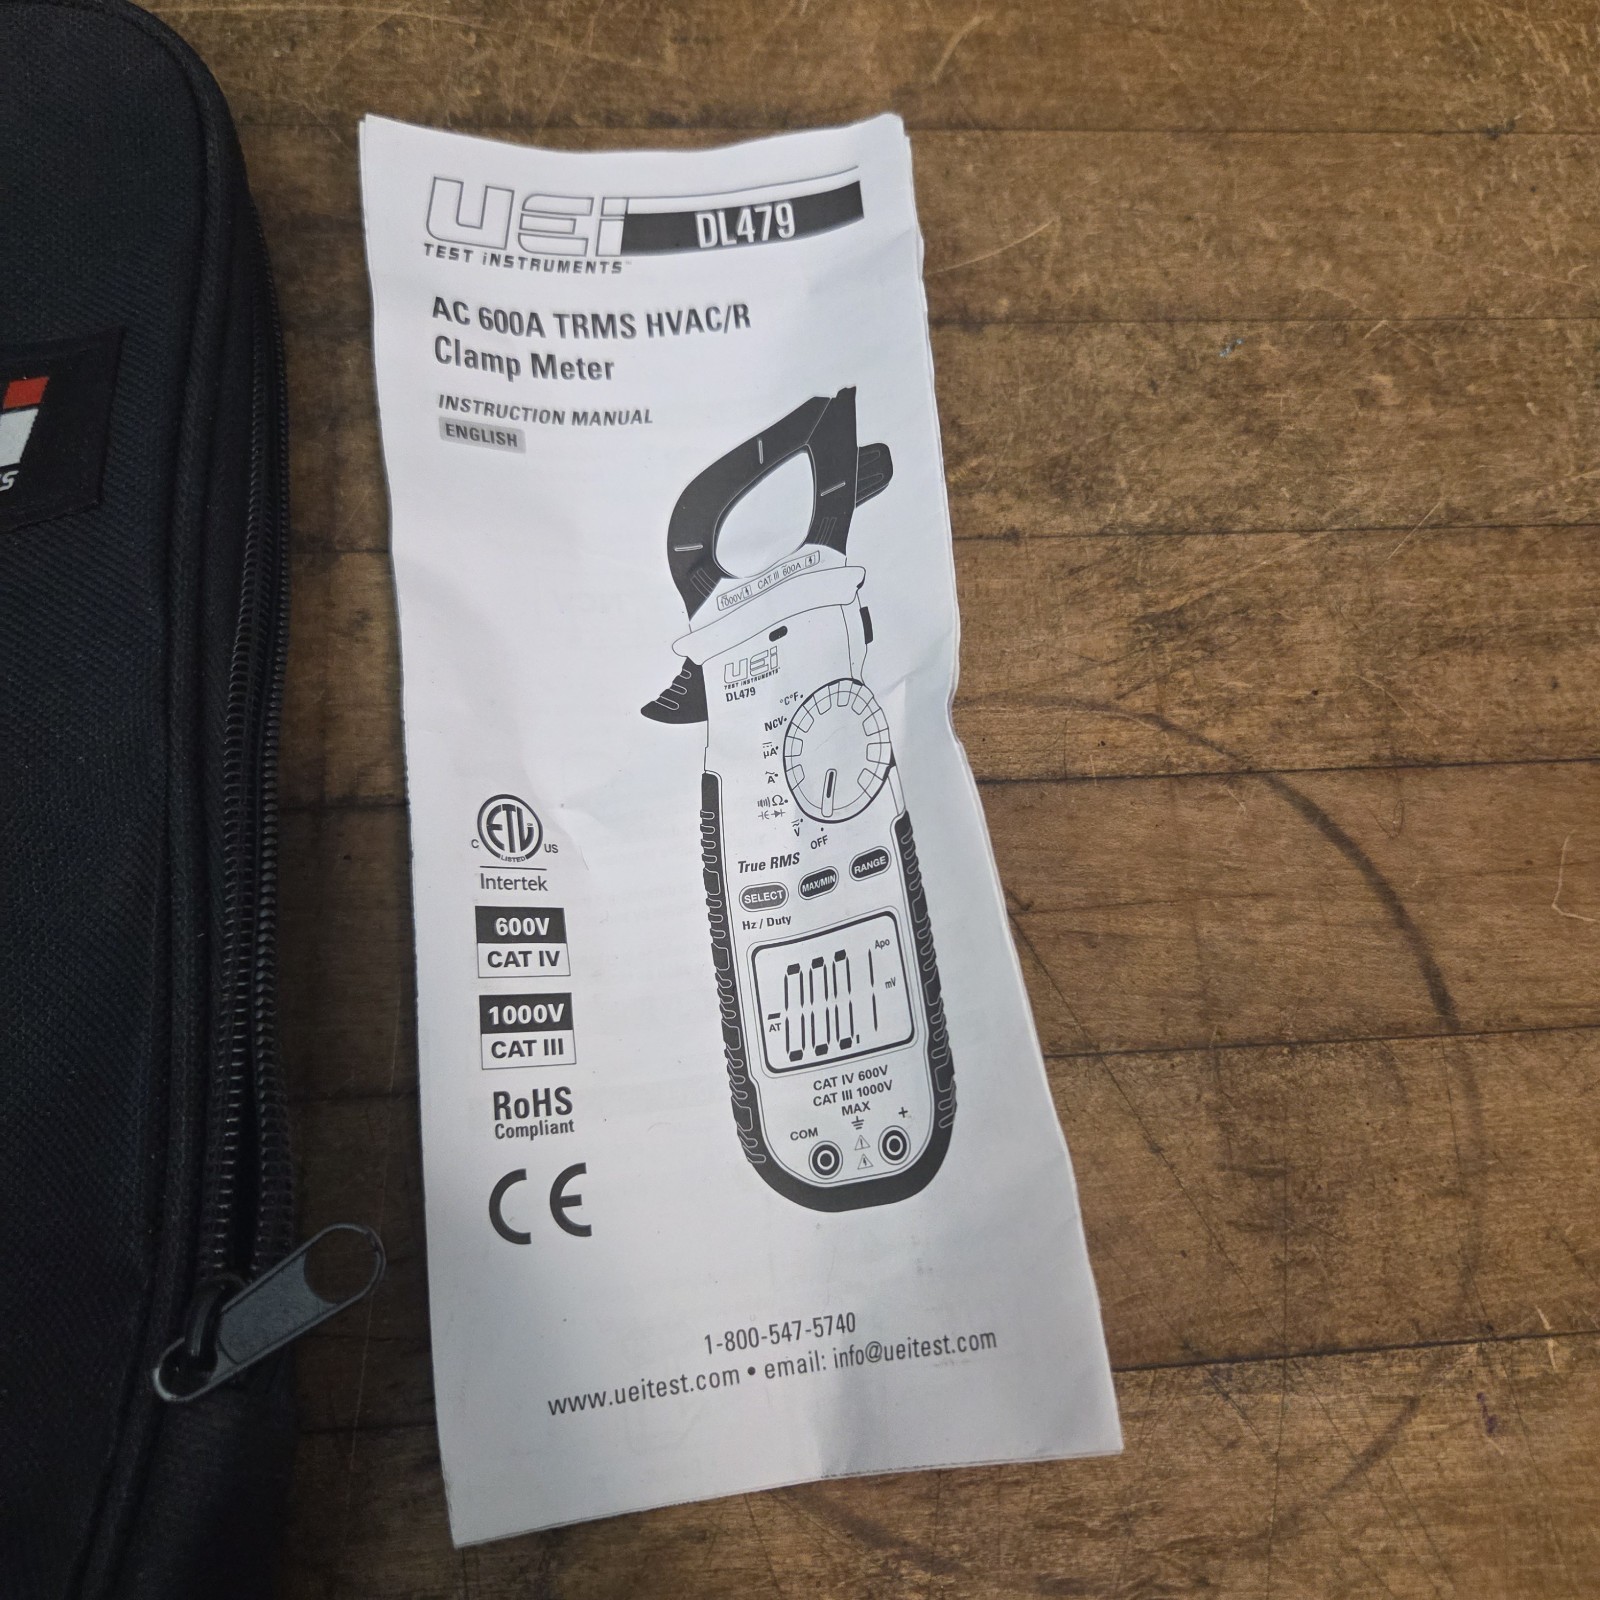 UEi DL479
TEST iNSTRUMENTS™
AC 600A TRMS HVAC/R
Clamp Meter
INSTRUCTION MANUAL
ENGLISH
1000V CAT III 600A
UEi
TEST INSTRUMENTS
DL479
°C°F
NCV
µA
A
Ω
V
OFF
True RMS
SELECT MAX/MIN RANGE
Hz / Duty
Apo
-000.1 mV
AT
CAT IV 600V
CAT III 1000V
MAX
COM +
C ETL US
LISTED
Intertek
600V
CAT IV
1000V
CAT III
RoHS
Compliant
CE
1-800-547-5740
www.ueitest.com • email: info@ueitest.com